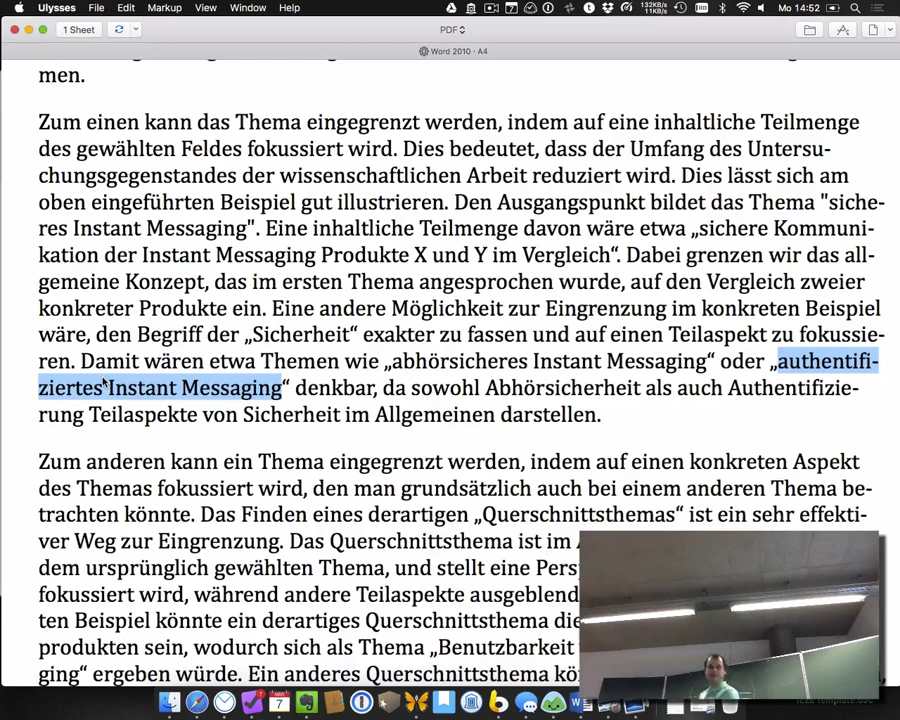 Ulysses File Edit Markup View Window Help 132KB/s 11KB/s Mo 14:52
1 Sheet PDF
Word 2010 · A4
men.
Zum einen kann das Thema eingegrenzt werden, indem auf eine inhaltliche Teilmenge
des gewählten Feldes fokussiert wird. Dies bedeutet, dass der Umfang des Untersu-
chungsgegenstandes der wissenschaftlichen Arbeit reduziert wird. Dies lässt sich am
oben eingeführten Beispiel gut illustrieren. Den Ausgangspunkt bildet das Thema "siche-
res Instant Messaging". Eine inhaltliche Teilmenge davon wäre etwa „sichere Kommuni-
kation der Instant Messaging Produkte X und Y im Vergleich“. Dabei grenzen wir das all-
gemeine Konzept, das im ersten Thema angesprochen wurde, auf den Vergleich zweier
konkreter Produkte ein. Eine andere Möglichkeit zur Eingrenzung im konkreten Beispiel
wäre, den Begriff der „Sicherheit“ exakter zu fassen und auf einen Teilaspekt zu fokussie-
ren. Damit wären etwa Themen wie „abhörsicheres Instant Messaging“ oder „authentifi-
ziertes Instant Messaging“ denkbar, da sowohl Abhörsicherheit als auch Authentifizie-
rung Teilaspekte von Sicherheit im Allgemeinen darstellen.
Zum anderen kann ein Thema eingegrenzt werden, indem auf einen konkreten Aspekt
des Themas fokussiert wird, den man grundsätzlich auch bei einem anderen Thema be-
trachten könnte. Das Finden eines derartigen „Querschnittsthemas“ ist ein sehr effekti-
ver Weg zur Eingrenzung. Das Querschnittsthema ist im
dem ursprünglich gewählten Thema, und stellt eine Pers
fokussiert wird, während andere Teilaspekte ausgeblend
ten Beispiel könnte ein derartiges Querschnittsthema die
produkten sein, wodurch sich als Thema „Benutzbarkeit
ging“ ergeben würde. Ein anderes Querschnittsthema kö
7
IEEE template.doc